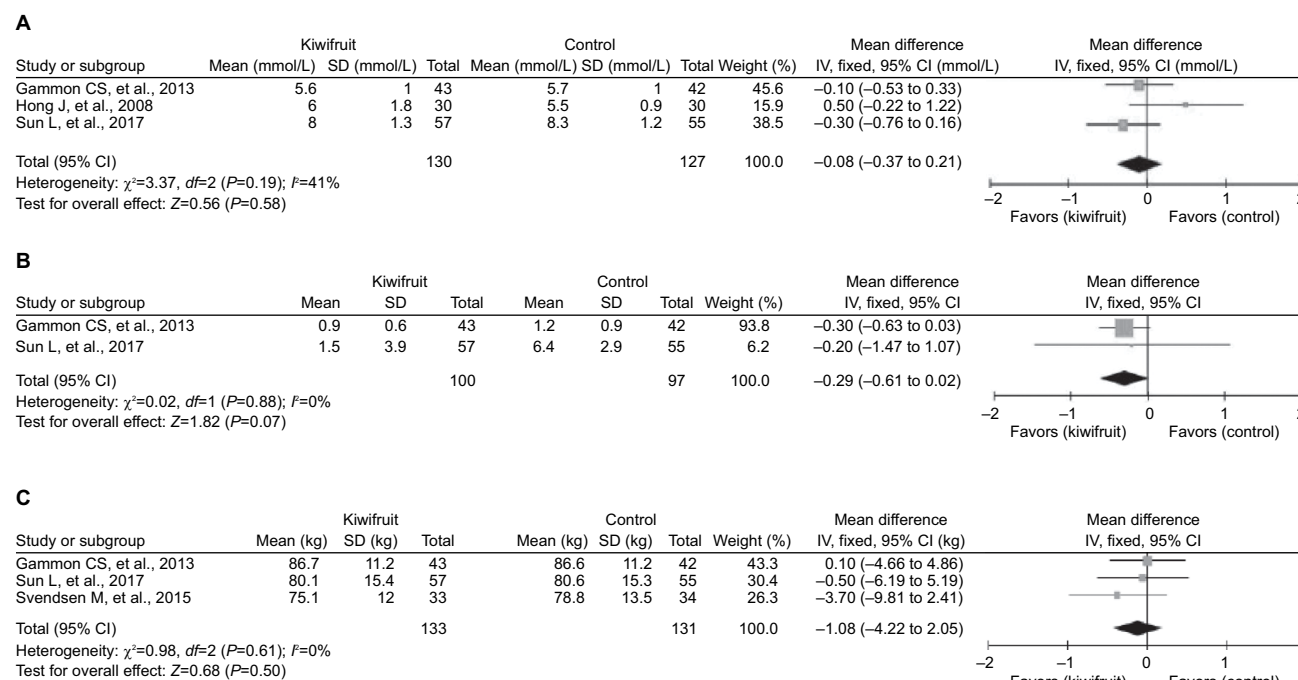 A
Kiwifruit Control Mean difference Mean difference
Study or subgroup Mean (mmol/L) SD (mmol/L) Total Mean (mmol/L) SD (mmol/L) Total Weight (%) IV, fixed, 95% CI (mmol/L) IV, fixed, 95% CI (mmol/L)
Gammon CS, et al., 2013 5.6 1 43 5.7 1 42 45.6 –0.10 (–0.53 to 0.33)
Hong J, et al., 2008 6 1.8 30 5.5 0.9 30 15.9 0.50 (–0.22 to 1.22)
Sun L, et al., 2017 8 1.3 57 8.3 1.2 55 38.5 –0.30 (–0.76 to 0.16)
Total (95% CI) 130 127 100.0 –0.08 (–0.37 to 0.21)
Heterogeneity: χ²=3.37, df=2 (P=0.19); I²=41%
Test for overall effect: Z=0.56 (P=0.58)
–2 –1 0 1 2
Favors (kiwifruit) Favors (control)
B
Kiwifruit Control Mean difference Mean difference
Study or subgroup Mean SD Total Mean SD Total Weight (%) IV, fixed, 95% CI IV, fixed, 95% CI
Gammon CS, et al., 2013 0.9 0.6 43 1.2 0.9 42 93.8 –0.30 (–0.63 to 0.03)
Sun L, et al., 2017 1.5 3.9 57 6.4 2.9 55 6.2 –0.20 (–1.47 to 1.07)
Total (95% CI) 100 97 100.0 –0.29 (–0.61 to 0.02)
Heterogeneity: χ²=0.02, df=1 (P=0.88); I²=0%
Test for overall effect: Z=1.82 (P=0.07)
–2 –1 0 1 2
Favors (kiwifruit) Favors (control)
C
Kiwifruit Control Mean difference Mean difference
Study or subgroup Mean (kg) SD (kg) Total Mean (kg) SD (kg) Total Weight (%) IV, fixed, 95% CI (kg) IV, fixed, 95% CI
Gammon CS, et al., 2013 86.7 11.2 43 86.6 11.2 42 43.3 0.10 (–4.66 to 4.86)
Sun L, et al., 2017 80.1 15.4 57 80.6 15.3 55 30.4 –0.50 (–6.19 to 5.19)
Svendsen M, et al., 2015 75.1 12 33 78.8 13.5 34 26.3 –3.70 (–9.81 to 2.41)
Total (95% CI) 133 131 100.0 –1.08 (–4.22 to 2.05)
Heterogeneity: χ²=0.98, df=2 (P=0.61); I²=0%
Test for overall effect: Z=0.68 (P=0.50)
–2 –1 0 1 2
Favors (kiwifruit) Favors (control)